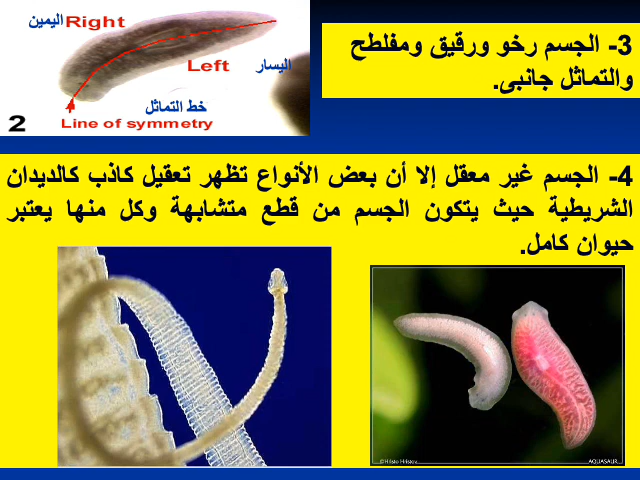 اليمين Right
Left اليسار
خط التماثل
2 Line of symmetry
3- الجسم رخو ورقيق ومفلطح
والتماثل جانبى.
4- الجسم غير معقل إلا أن بعض الأنواع تظهر تعقيل كاذب كالديدان
الشريطية حيث يتكون الجسم من قطع متشابهة وكل منها يعتبر
حيوان كامل.
©Hristo Hristov AQUASAUR